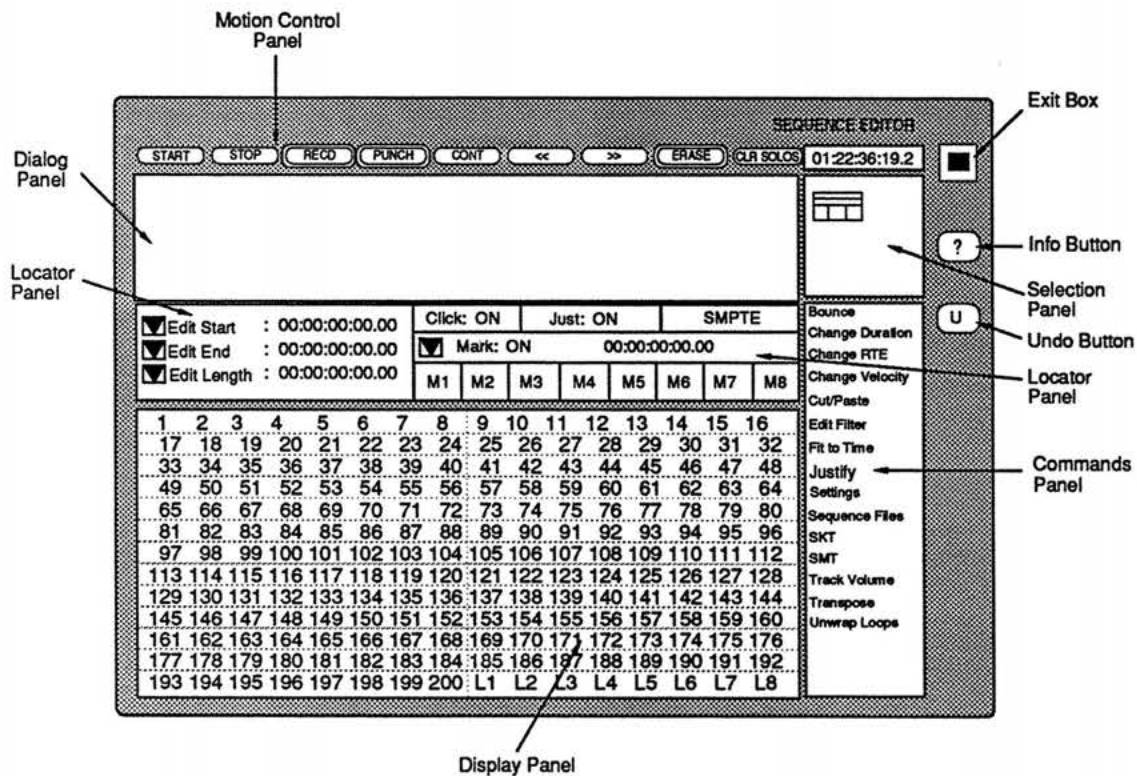 Motion Control
Panel
Exit Box
SEQUENCE EDITOR
START STOP RECD PUNCH CONT << >> ERASE CLR SOLOS 01:22:36:19.2
Dialog
Panel
? Info Button
Locator
Panel
Selection
Panel
U Undo Button
Edit Start : 00:00:00:00.00
Edit End : 00:00:00:00.00
Edit Length : 00:00:00:00.00
Click: ON Just: ON SMPTE
Mark: ON 00:00:00:00.00
M1 M2 M3 M4 M5 M6 M7 M8
Locator
Panel
Bounce
Change Duration
Change RTE
Change Velocity
Cut/Paste
Edit Filter
Fit to Time
Justify
Settings
Sequence Files
SKT
SMT
Track Volume
Transpose
Unwrap Loops
Commands
Panel
1 2 3 4 5 6 7 8 9 10 11 12 13 14 15 16
17 18 19 20 21 22 23 24 25 26 27 28 29 30 31 32
33 34 35 36 37 38 39 40 41 42 43 44 45 46 47 48
49 50 51 52 53 54 55 56 57 58 59 60 61 62 63 64
65 66 67 68 69 70 71 72 73 74 75 76 77 78 79 80
81 82 83 84 85 86 87 88 89 90 91 92 93 94 95 96
97 98 99 100 101 102 103 104 105 106 107 108 109 110 111 112
113 114 115 116 117 118 119 120 121 122 123 124 125 126 127 128
129 130 131 132 133 134 135 136 137 138 139 140 141 142 143 144
145 146 147 148 149 150 151 152 153 154 155 156 157 158 159 160
161 162 163 164 165 166 167 168 169 170 171 172 173 174 175 176
177 178 179 180 181 182 183 184 185 186 187 188 189 190 191 192
193 194 195 196 197 198 199 200 L1 L2 L3 L4 L5 L6 L7 L8
Display Panel